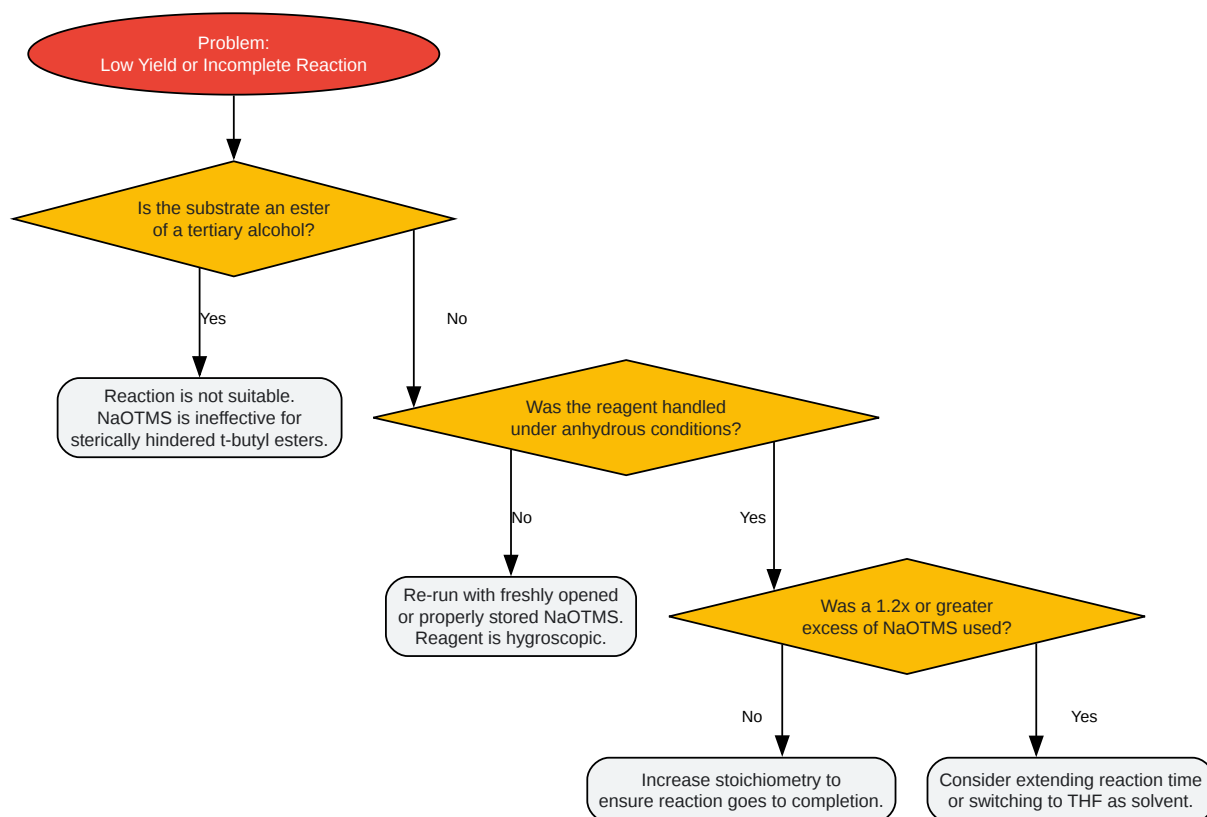 Problem:
Low Yield or Incomplete Reaction
Is the substrate an ester
of a tertiary alcohol?
Yes
No
Reaction is not suitable.
NaOTMS is ineffective for
sterically hindered t-butyl esters.
Was the reagent handled
under anhydrous conditions?
No
Yes
Re-run with freshly opened
or properly stored NaOTMS.
Reagent is hygroscopic.
Was a 1.2x or greater
excess of NaOTMS used?
No
Yes
Increase stoichiometry to
ensure reaction goes to completion.
Consider extending reaction time
or switching to THF as solvent.